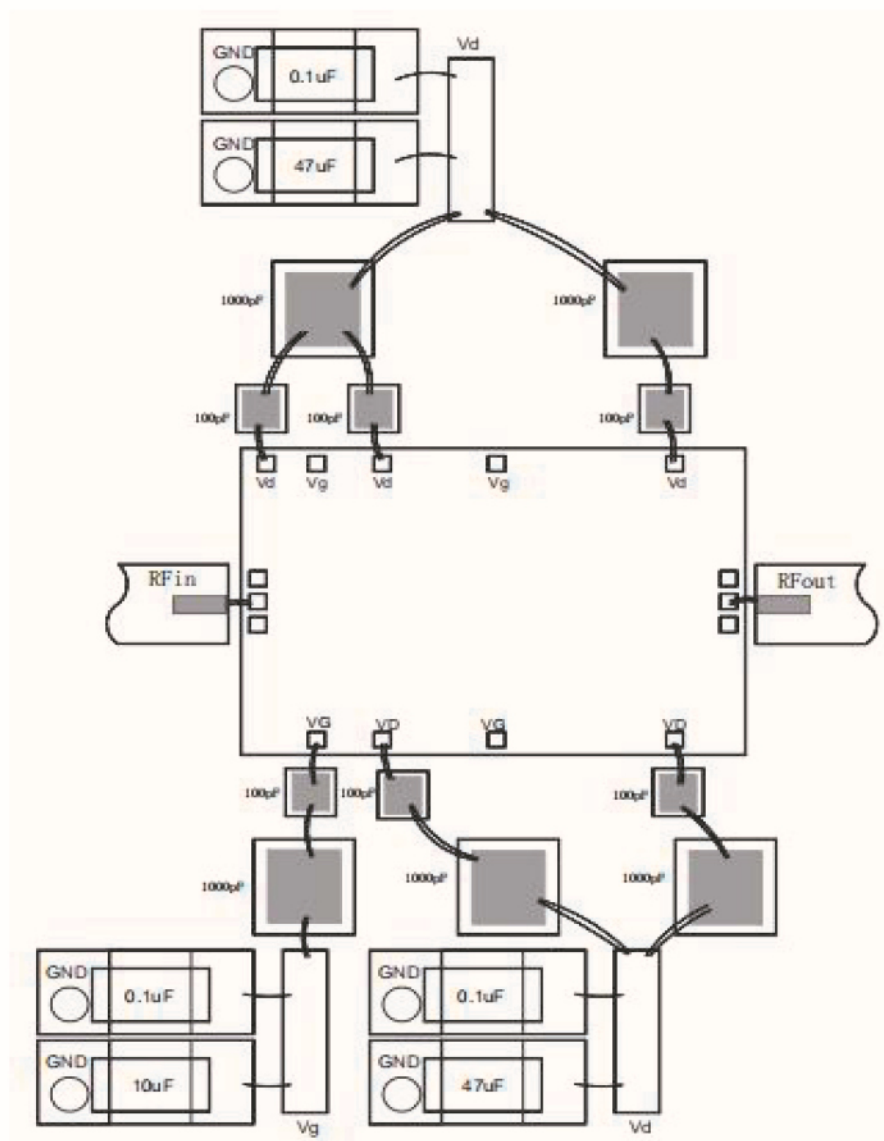 Vd
GND
0.1uF
GND
47uF
1000pF
1000pF
100pF
100pF
100pF
Vd
Vg
Vd
Vg
Vd
RFin
RFout
VG
VD
VG
VD
100pF
100pF
100pF
1000pF
1000pF
1000pF
GND
0.1uF
GND
0.1uF
GND
10uF
GND
47uF
Vg
Vd